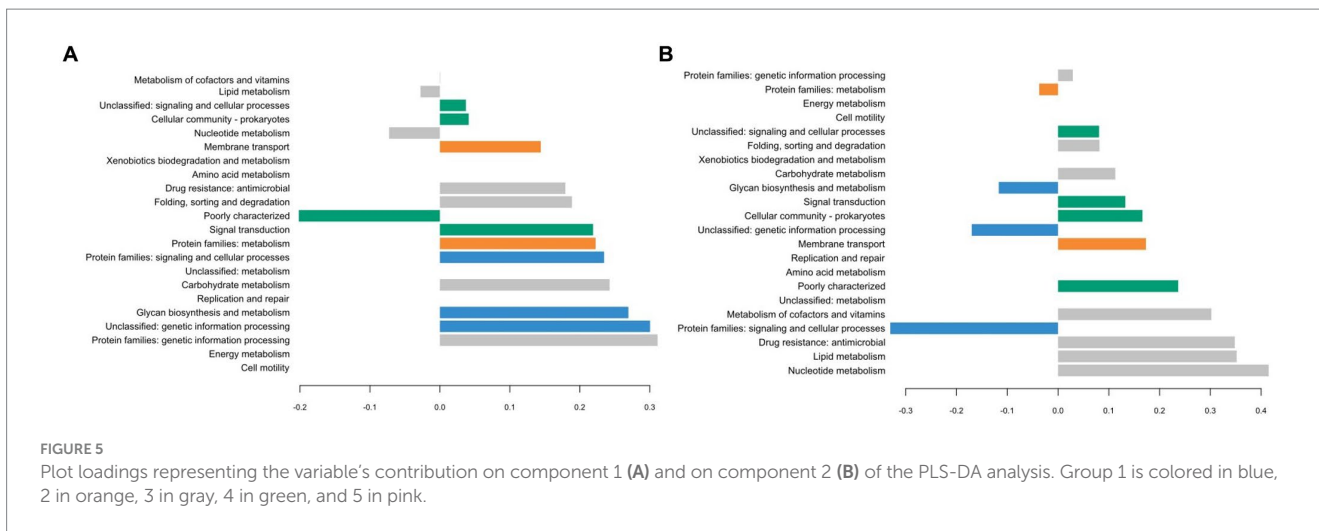 A
Metabolism of cofactors and vitamins
Lipid metabolism
Unclassified: signaling and cellular processes
Cellular community - prokaryotes
Nucleotide metabolism
Membrane transport
Xenobiotics biodegradation and metabolism
Amino acid metabolism
Drug resistance: antimicrobial
Folding, sorting and degradation
Poorly characterized
Signal transduction
Protein families: metabolism
Protein families: signaling and cellular processes
Unclassified: metabolism
Carbohydrate metabolism
Replication and repair
Glycan biosynthesis and metabolism
Unclassified: genetic information processing
Protein families: genetic information processing
Energy metabolism
Cell motility
-0.2 -0.1 0.0 0.1 0.2 0.3
B
Protein families: genetic information processing
Protein families: metabolism
Energy metabolism
Cell motility
Unclassified: signaling and cellular processes
Folding, sorting and degradation
Xenobiotics biodegradation and metabolism
Carbohydrate metabolism
Glycan biosynthesis and metabolism
Signal transduction
Cellular community - prokaryotes
Unclassified: genetic information processing
Membrane transport
Replication and repair
Amino acid metabolism
Poorly characterized
Unclassified: metabolism
Metabolism of cofactors and vitamins
Protein families: signaling and cellular processes
Drug resistance: antimicrobial
Lipid metabolism
Nucleotide metabolism
-0.3 -0.2 -0.1 0.0 0.1 0.2 0.3 0.4
FIGURE 5
Plot loadings representing the variable's contribution on component 1 (A) and on component 2 (B) of the PLS-DA analysis. Group 1 is colored in blue,
2 in orange, 3 in gray, 4 in green, and 5 in pink.